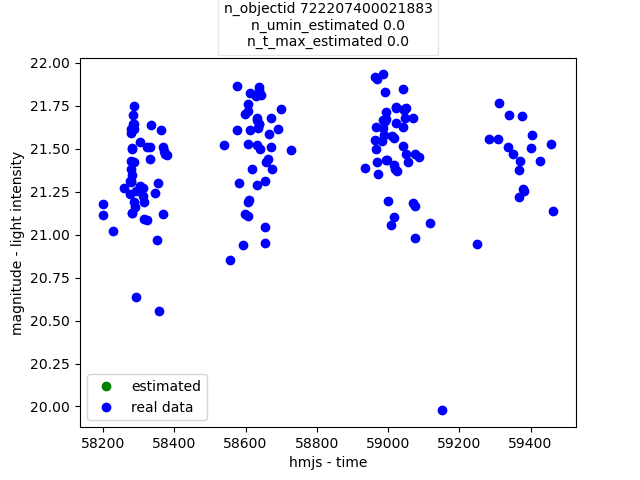 n_objectid 722207400021883
n_umin_estimated 0.0
n_t_max_estimated 0.0
22.00
21.75
21.50
21.25
21.00
20.75
20.50
20.25
20.00
magnitude - light intensity
estimated
real data
58200 58400 58600 58800 59000 59200 59400
hmjs - time